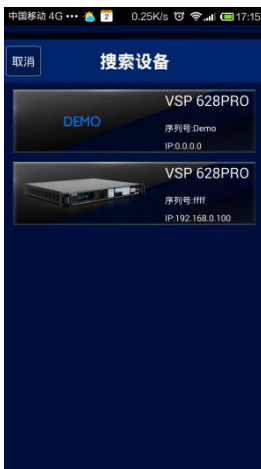 中国移动 4G ••• 2 0.25K/s 17:15
取消 搜索设备
DEMO
VSP 628PRO
序列号:Demo
IP:0.0.0.0
VSP 628PRO
序列号:ffff
IP:192.168.0.100